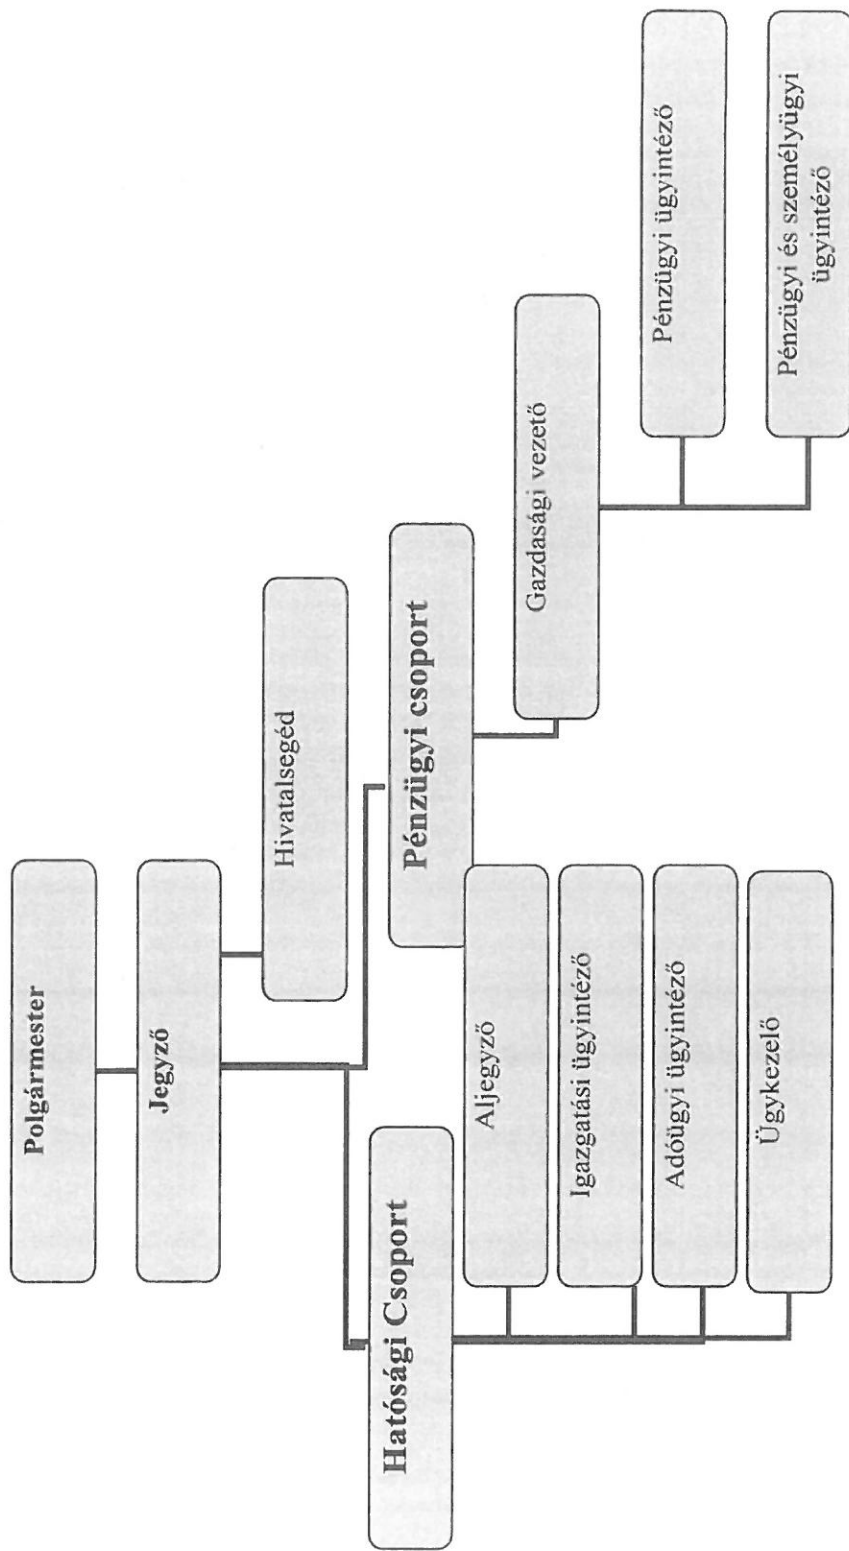 Polgármester
Jegyző
Hivatalsegéd
Hatósági Csoport
Pénzügyi csoport
Aljegyző
Igazgatási ügyintéző
Adóügyi ügyintéző
Ügykezelő
Gazdasági vezető
Pénzügyi ügyintéző
Pénzügyi és személyügyi
ügyintéző